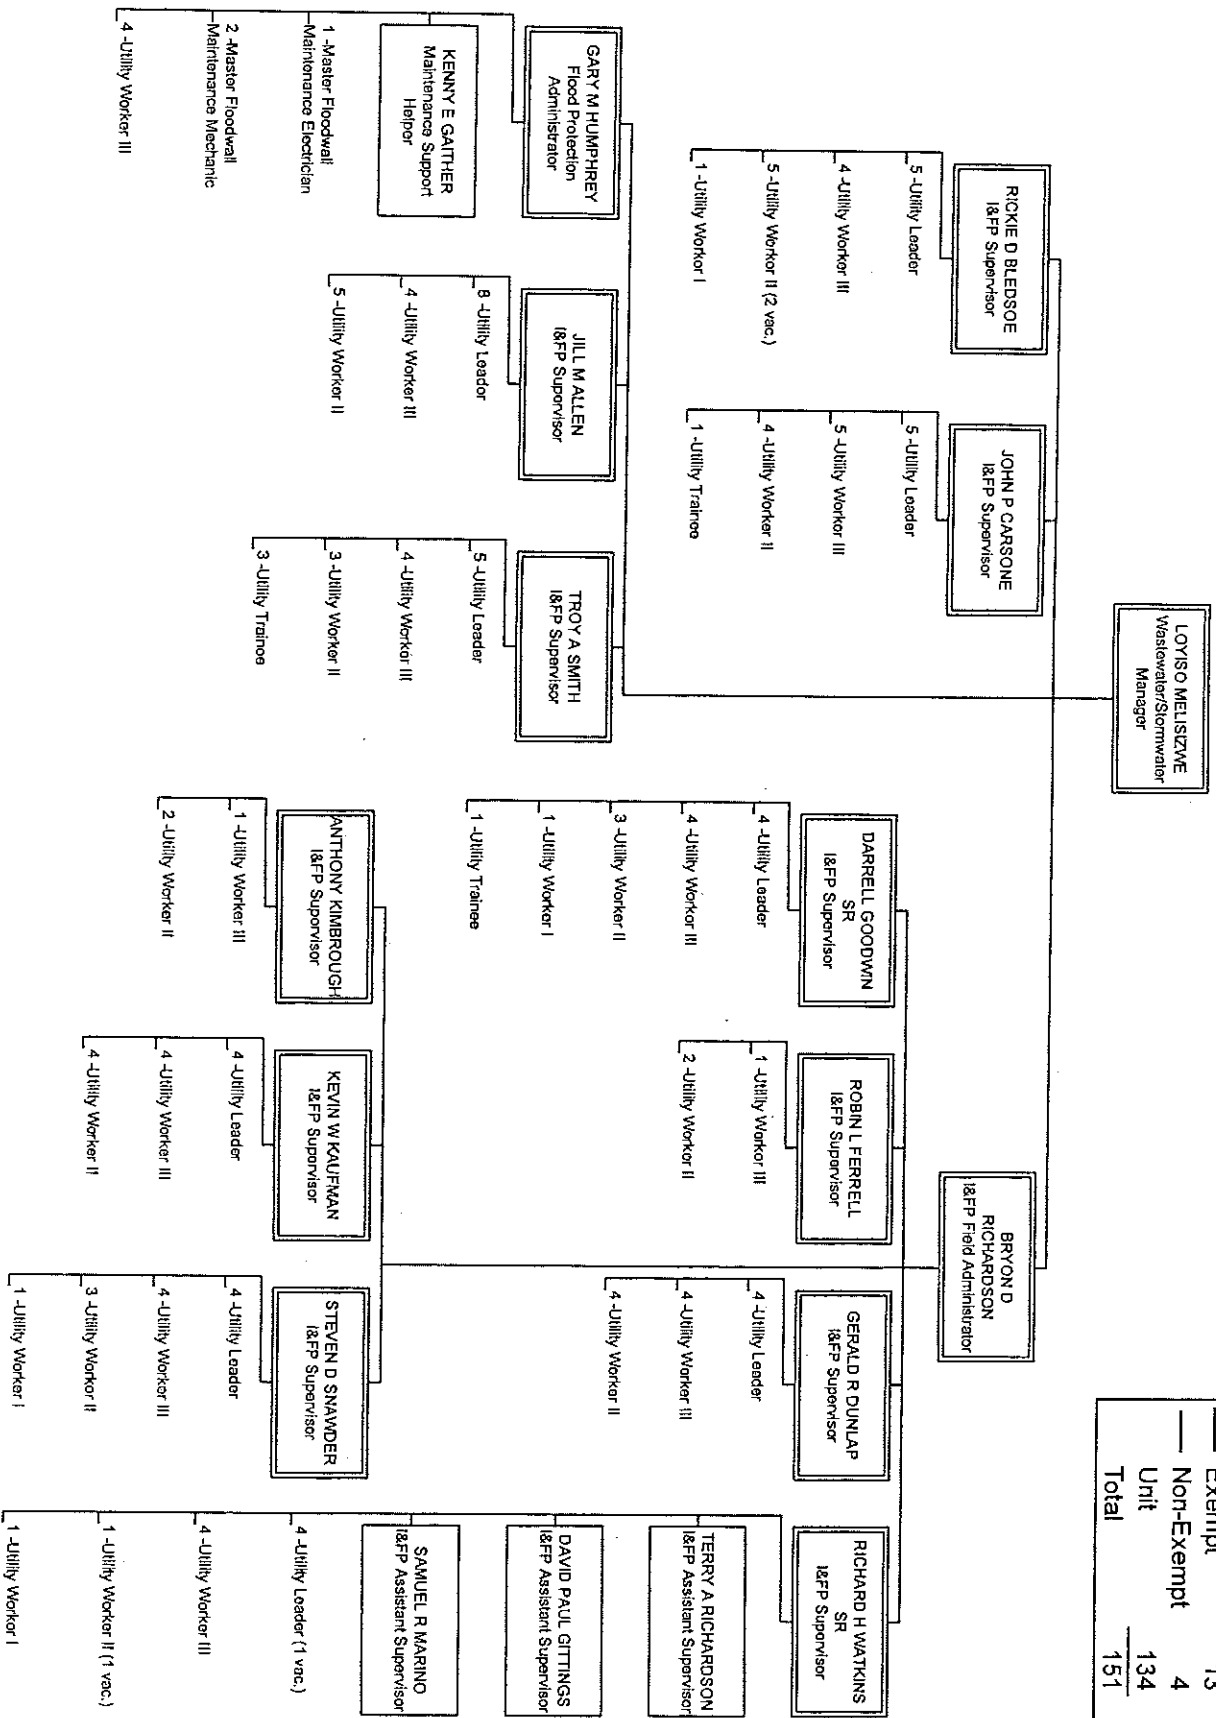 LOYISO MELISIZWE
Wastewater/Stormwater
Manager
Exempt 13
Non-Exempt 4
Unit 134
Total 151
BRYON D
RICHARDSON
I&FP Field Administrator
RICKIE D BLEDSOE
I&FP Supervisor
5 -Utility Leader
4 -Utility Worker III
5 -Utility Worker II (2 vac.)
1 -Utility Worker I
JOHN P CARSONE
I&FP Supervisor
5 -Utility Leader
5 -Utility Worker III
4 -Utility Worker II
1 -Utility Trainee
DARRELL GOODWIN
SR
I&FP Supervisor
4 -Utility Leader
4 -Utility Worker III
3 -Utility Worker II
1 -Utility Worker I
1 -Utility Trainee
ROBIN L FERRELL
I&FP Supervisor
1 -Utility Worker III
2 -Utility Worker II
GERALD R DUNLAP
I&FP Supervisor
4 -Utility Leader
4 -Utility Worker III
4 -Utility Worker II
RICHARD H WATKINS
SR
I&FP Supervisor
TERRY A RICHARDSON
I&FP Assistant Supervisor
DAVID PAUL GITTINGS
I&FP Assistant Supervisor
SAMUEL R MARINO
I&FP Assistant Supervisor
4 -Utility Leader (1 vac.)
4 -Utility Worker III
1 -Utility Worker II (1 vac.)
1 -Utility Worker I
GARY M HUMPHREY
Flood Protection
Administrator
KENNY E GAITHER
Maintenance Support
Helper
1 -Master Floodwall
Maintenance Electrician
2 -Master Floodwall
Maintenance Mechanic
4 -Utility Worker III
JILL M ALLEN
I&FP Supervisor
8 -Utility Leader
4 -Utility Worker III
5 -Utility Worker II
TROY A SMITH
I&FP Supervisor
5 -Utility Leader
4 -Utility Worker III
3 -Utility Worker II
3 -Utility Trainee
ANTHONY KIMBROUGH
I&FP Supervisor
1 -Utility Worker III
2 -Utility Worker II
KEVIN W KAUFMAN
I&FP Supervisor
4 -Utility Leader
4 -Utility Worker III
4 -Utility Worker II
STEVEN D SNAWDER
I&FP Supervisor
4 -Utility Leader
4 -Utility Worker III
3 -Utility Worker II
1 -Utility Worker I